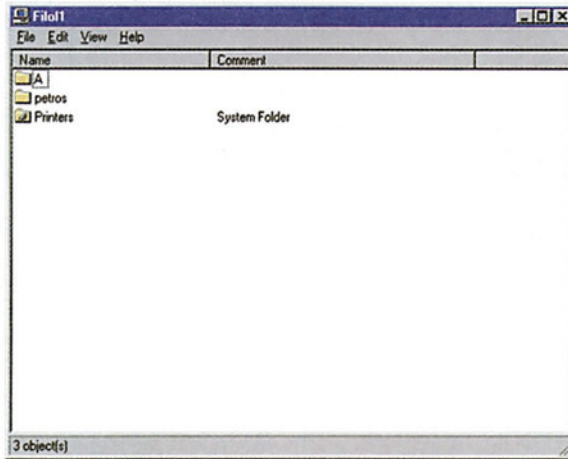 Filol1
File Edit View Help
Name Comment
A
petros
Printers System Folder
3 object(s)